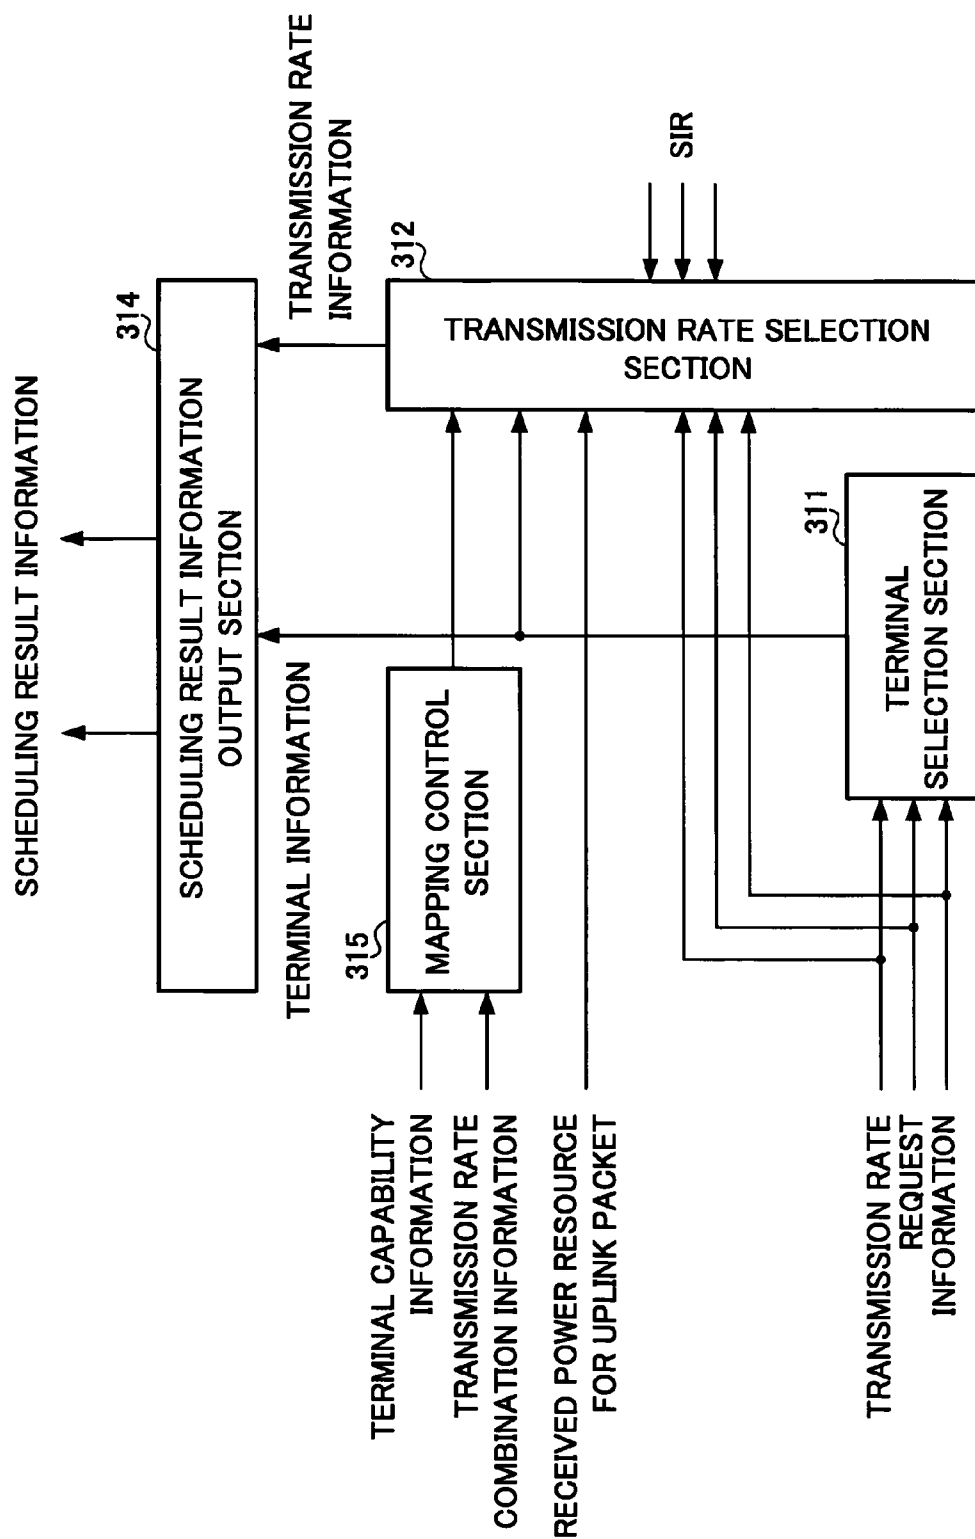 SCHEDULING RESULT INFORMATION
314
SCHEDULING RESULT INFORMATION
OUTPUT SECTION
TERMINAL INFORMATION
TRANSMISSION RATE
INFORMATION
315
MAPPING CONTROL
SECTION
312
TRANSMISSION RATE SELECTION
SECTION
SIR
311
TERMINAL
SELECTION SECTION
TERMINAL CAPABILITY
INFORMATION
TRANSMISSION RATE
COMBINATION INFORMATION
RECEIVED POWER RESOURCE
FOR UPLINK PACKET
TRANSMISSION RATE
REQUEST
INFORMATION